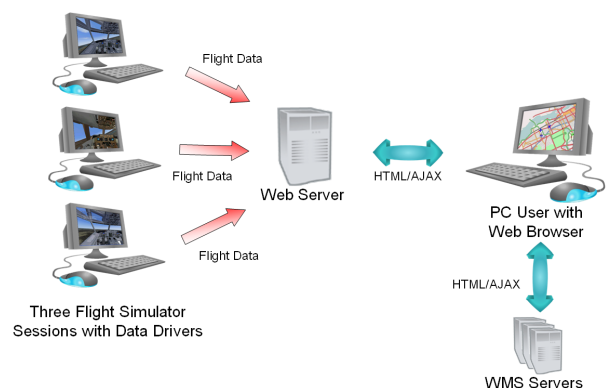 Flight Data
Flight Data
Flight Data
Web Server
HTML/AJAX
PC User with
Web Browser
HTML/AJAX
Three Flight Simulator
Sessions with Data Drivers
WMS Servers